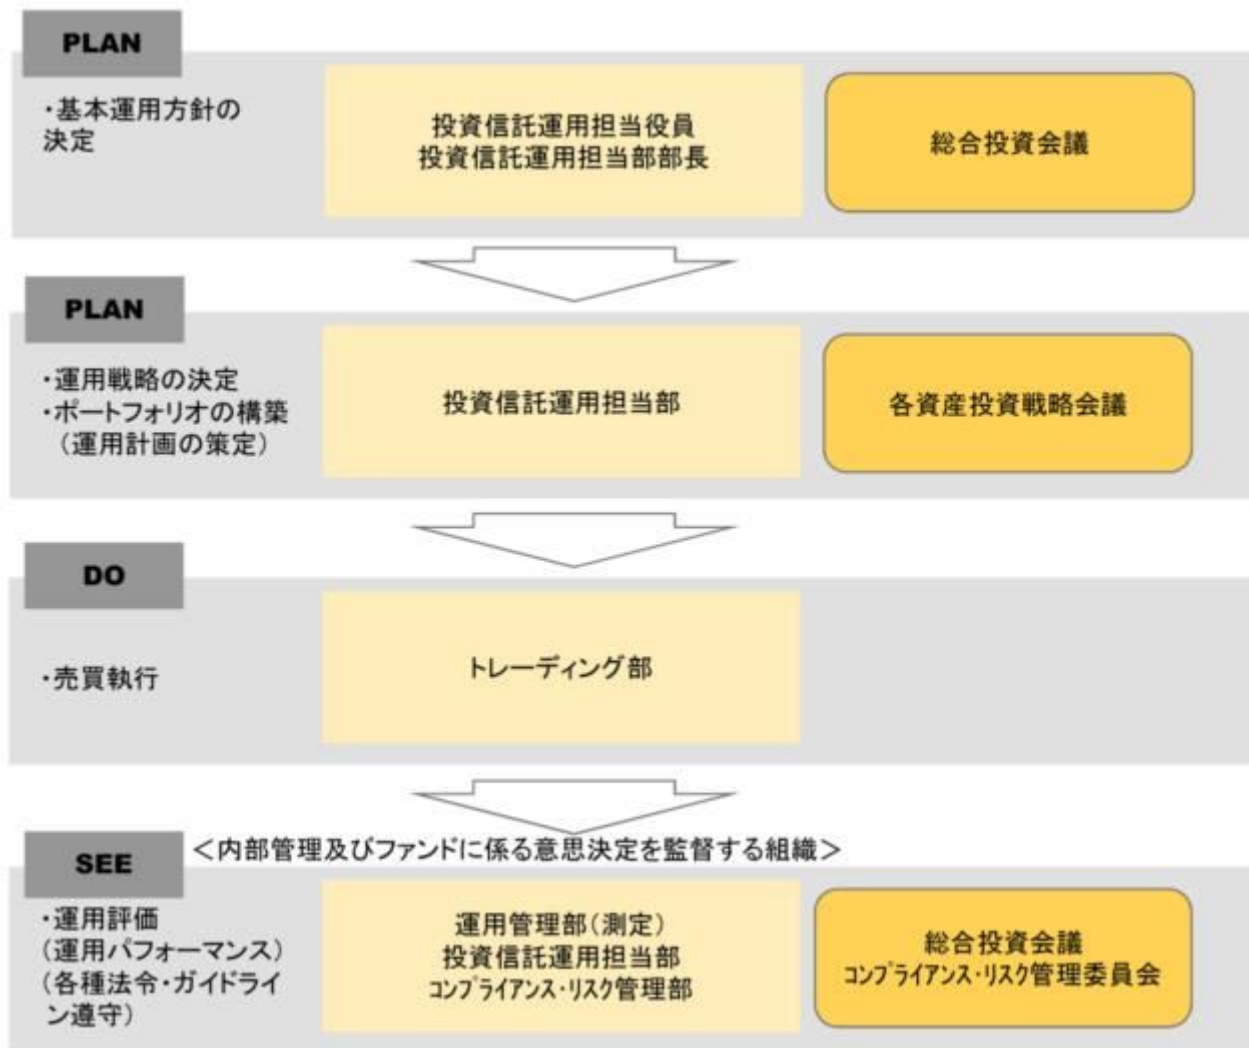 PLAN
・基本運用方針の
決定
投資信託運用担当役員
投資信託運用担当部部長
総合投資会議
PLAN
・運用戦略の決定
・ポートフォリオの構築
（運用計画の策定）
投資信託運用担当部
各資産投資戦略会議
DO
・売買執行
トレーディング部
SEE
＜内部管理及びファンドに係る意思決定を監督する組織＞
・運用評価
（運用パフォーマンス）
（各種法令・ガイドライ
ン遵守）
運用管理部（測定）
投資信託運用担当部
ｺﾝﾌﾟﾗｲｱﾝｽ・ﾘｽｸ管理部
総合投資会議
ｺﾝﾌﾟﾗｲｱﾝｽ・ﾘｽｸ管理委員会